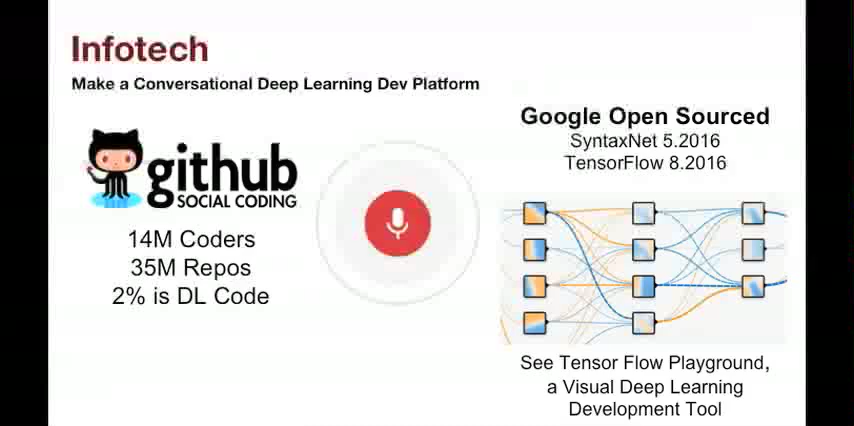 Infotech
Make a Conversational Deep Learning Dev Platform
github
SOCIAL CODING
14M Coders
35M Repos
2% is DL Code
Google Open Sourced
SyntaxNet 5.2016
TensorFlow 8.2016
See Tensor Flow Playground,
a Visual Deep Learning
Development Tool